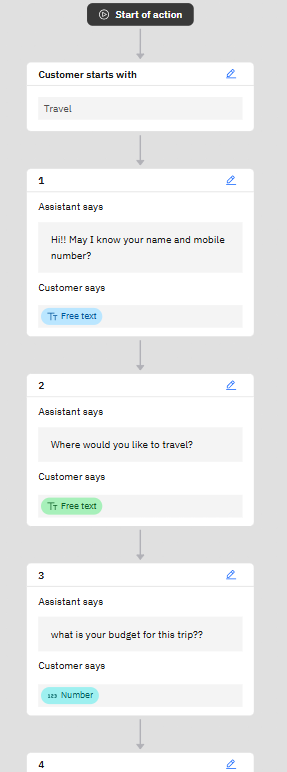 Start of action
Customer starts with
Travel
1
Assistant says
Hi!! May I know your name and mobile
number?
Customer says
Free text
2
Assistant says
Where would you like to travel?
Customer says
Free text
3
Assistant says
what is your budget for this trip??
Customer says
123 Number
4